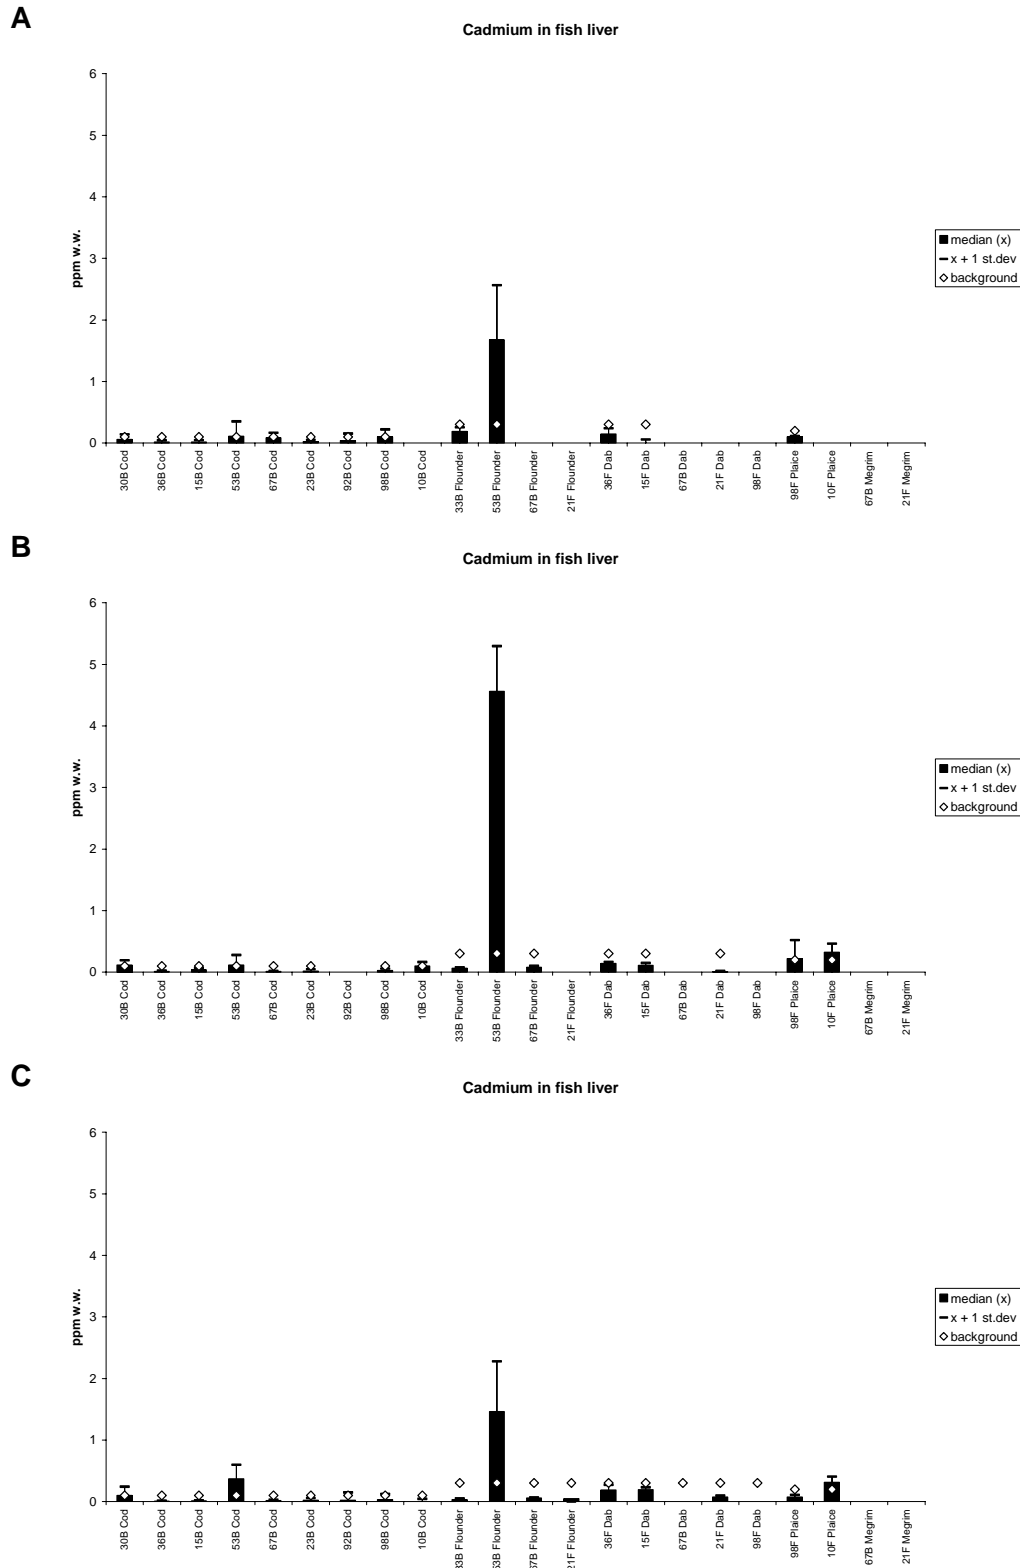 A
Cadmium in fish liver
6
5
4
3
2
1
0
ppm w.w.
30B Cod
36B Cod
15B Cod
53B Cod
67B Cod
23B Cod
92B Cod
98B Cod
10B Cod
33B Flounder
53B Flounder
67B Flounder
21F Flounder
36F Dab
15F Dab
67B Dab
21F Dab
98F Dab
98F Plaice
10F Plaice
67B Megrim
21F Megrim
median (x)
x + 1 st.dev
background
B
Cadmium in fish liver
6
5
4
3
2
1
0
ppm w.w.
30B Cod
36B Cod
15B Cod
53B Cod
67B Cod
23B Cod
92B Cod
98B Cod
10B Cod
33B Flounder
53B Flounder
67B Flounder
21F Flounder
36F Dab
15F Dab
67B Dab
21F Dab
98F Dab
98F Plaice
10F Plaice
67B Megrim
21F Megrim
median (x)
x + 1 st.dev
background
C
Cadmium in fish liver
6
5
4
3
2
1
0
ppm w.w.
30B Cod
36B Cod
15B Cod
53B Cod
67B Cod
23B Cod
92B Cod
98B Cod
10B Cod
33B Flounder
53B Flounder
67B Flounder
21F Flounder
36F Dab
15F Dab
67B Dab
21F Dab
98F Dab
98F Plaice
10F Plaice
67B Megrim
21F Megrim
median (x)
x + 1 st.dev
background